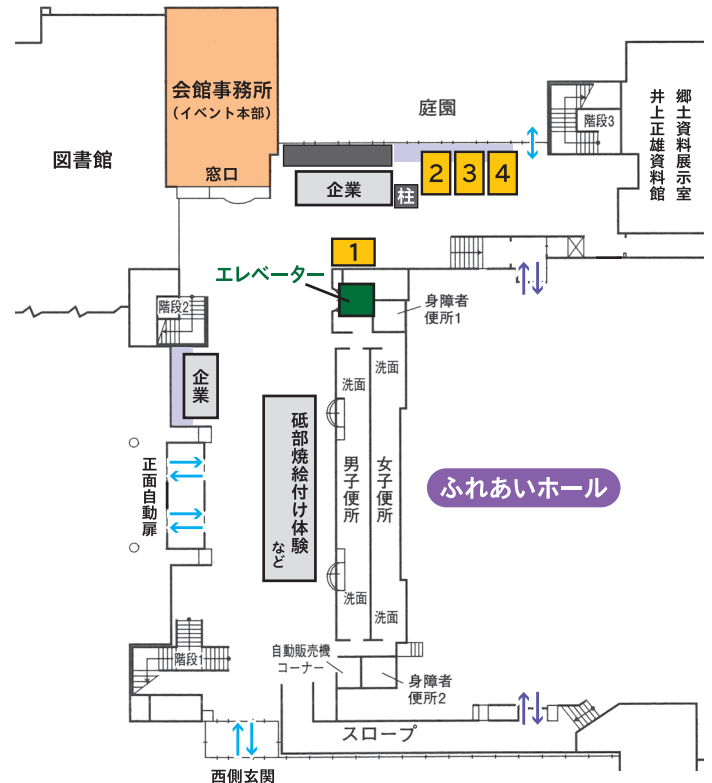 会館事務所
(イベント本部)
窓口
図書館
庭園
階段3
郷土資料展示室
井上正雄資料館
企業
柱
2
3
4
1
エレベーター
身障者
便所1
階段2
企業
洗面
洗面
砥部焼絵付け体験
など
男子便所
女子便所
ふれあいホール
正面自動扉
洗面
洗面
階段1
自動販売機
コーナー
身障者
便所2
スロープ
西側玄関